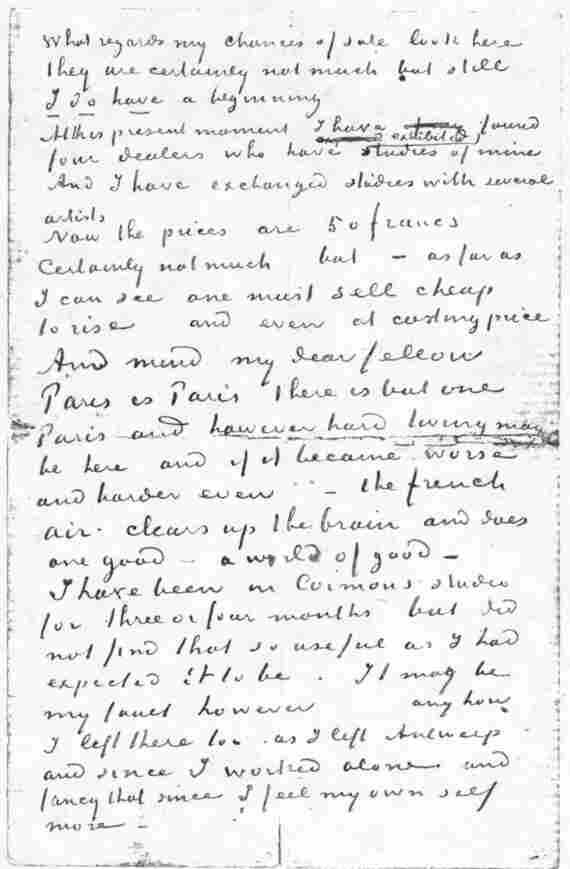 What regards my chances of sale look here
they are certainly not much but still
I do have a beginning
At this present moment I have found
exhibited
four dealers who have studies of mine
And I have exchanged studies with several
artists
Now the prices are 50 francs
Certainly not much but – as far as
I can see one must sell cheap
to rise and even at costing price
And mind my dear fellow
Paris is Paris there is but one
Paris and however hard living may
be here and if it became worse
and harder even – the french
air clears up the brain and does
one good – a world of good –
I have been in Cormons studio
for three or four months but did
not find that so useful as I had
expected it to be . It may be
my fault however any how
I left there too as I left Antwerp
and since I worked alone and
fancy that since I feel my own self
more –